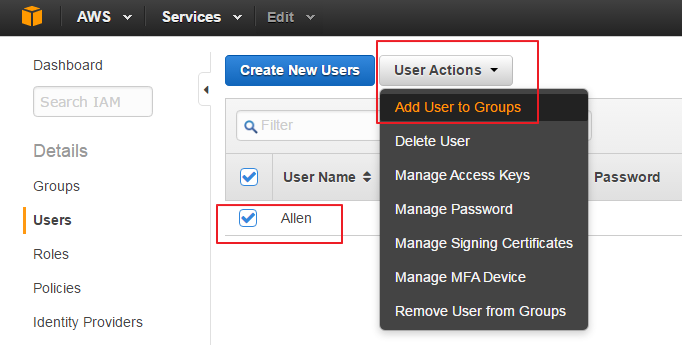 AWS Services Edit
Dashboard
Search IAM
Details
Groups
Users
Roles
Policies
Identity Providers
Create New Users User Actions
Filter
User Name Password
Allen
Add User to Groups
Delete User
Manage Access Keys
Manage Password
Manage Signing Certificates
Manage MFA Device
Remove User from Groups